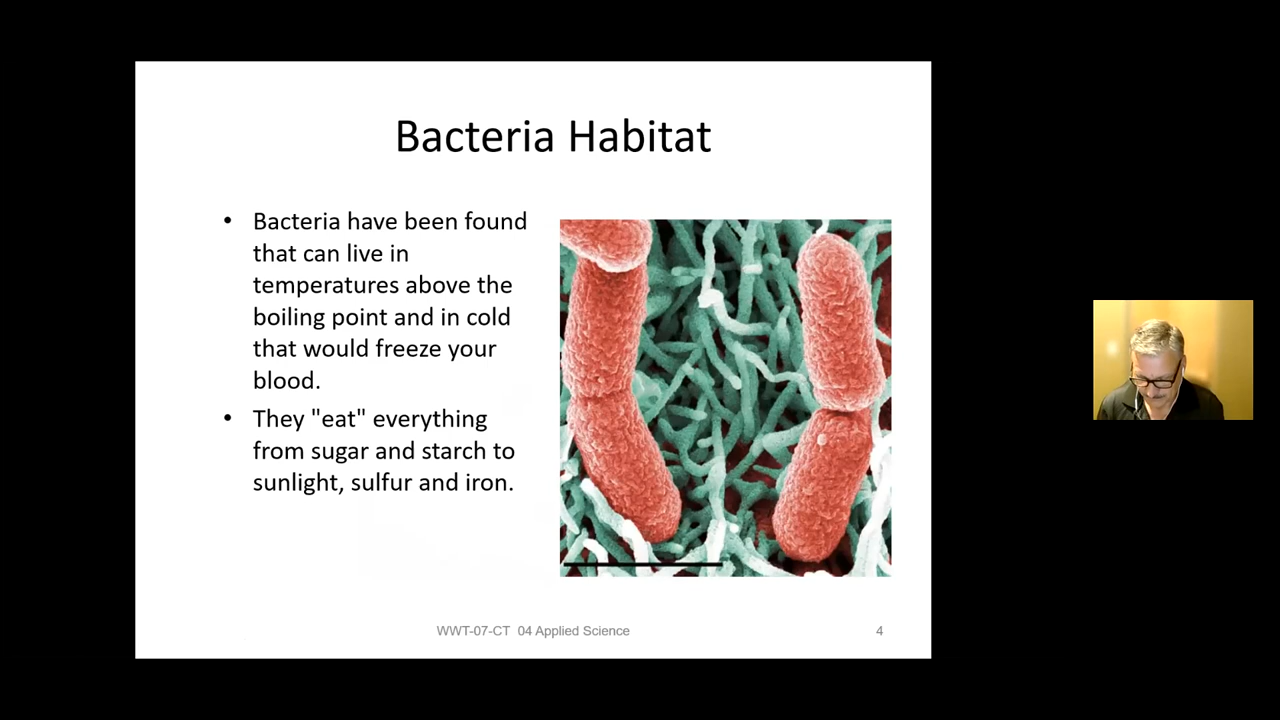 Bacteria Habitat
• Bacteria have been found
that can live in
temperatures above the
boiling point and in cold
that would freeze your
blood.
• They "eat" everything
from sugar and starch to
sunlight, sulfur and iron.
WWT-07-CT 04 Applied Science
4